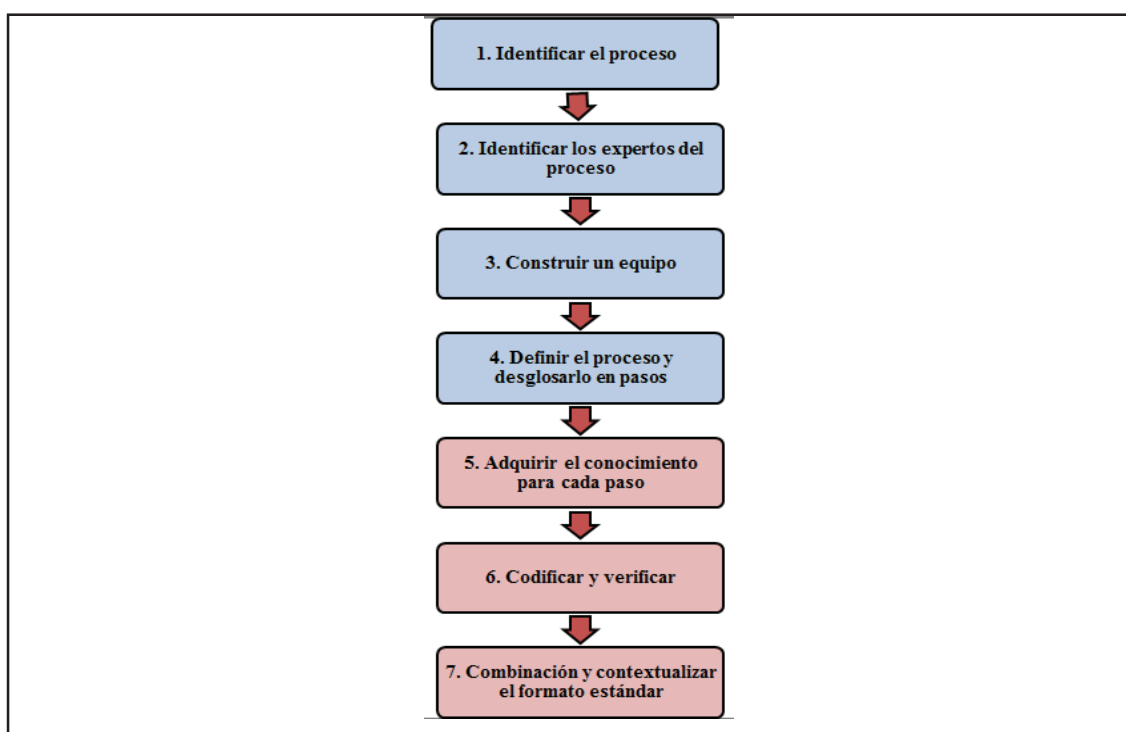 1. Identificar el proceso
2. Identificar los expertos del
proceso
3. Construir un equipo
4. Definir el proceso y
desglosarlo en pasos
5. Adquirir el conocimiento
para cada paso
6. Codificar y verificar
7. Combinación y contextualizar
el formato estándar